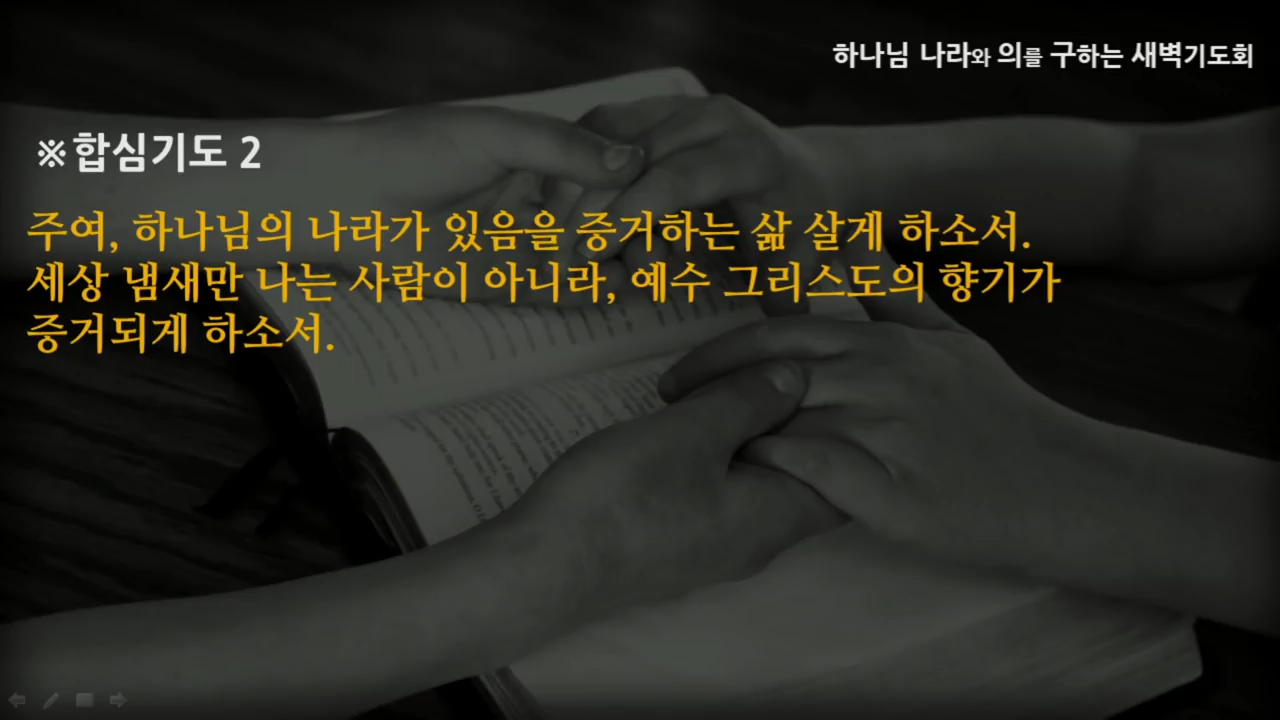 하나님 나라와 의를 구하는 새벽기도회
※합심기도 2
주여, 하나님의 나라가 있음을 증거하는 삶 살게 하소서.
세상 냄새만 나는 사람이 아니라, 예수 그리스도의 향기가
증거되게 하소서.